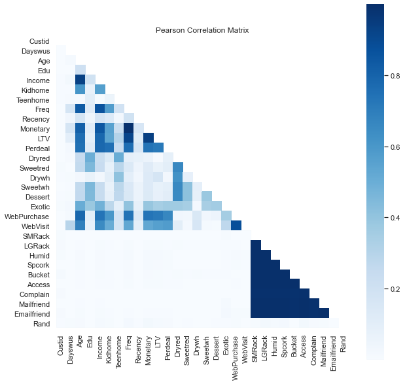 Pearson Correlation Matrix
Custid
Dayswus
Age
Edu
Income
Kidhome
Teenhome
Freq
Recency
Monetary
LTV
Perdeal
Dryred
Sweetred
Drywh
Sweetwh
Dessert
Exotic
WebPurchase
WebVisit
SMRack
LGRack
Humid
Spcork
Bucket
Access
Complain
Mailfriend
Emailfriend
Rand
0.8
0.6
0.4
0.2
Custid
Dayswus
Age
Edu
Income
Kidhome
Teenhome
Freq
Recency
Monetary
LTV
Perdeal
Dryred
Sweetred
Drywh
Sweetwh
Dessert
Exotic
WebPurchase
WebVisit
SMRack
LGRack
Humid
Spcork
Bucket
Access
Complain
Mailfriend
Emailfriend
Rand